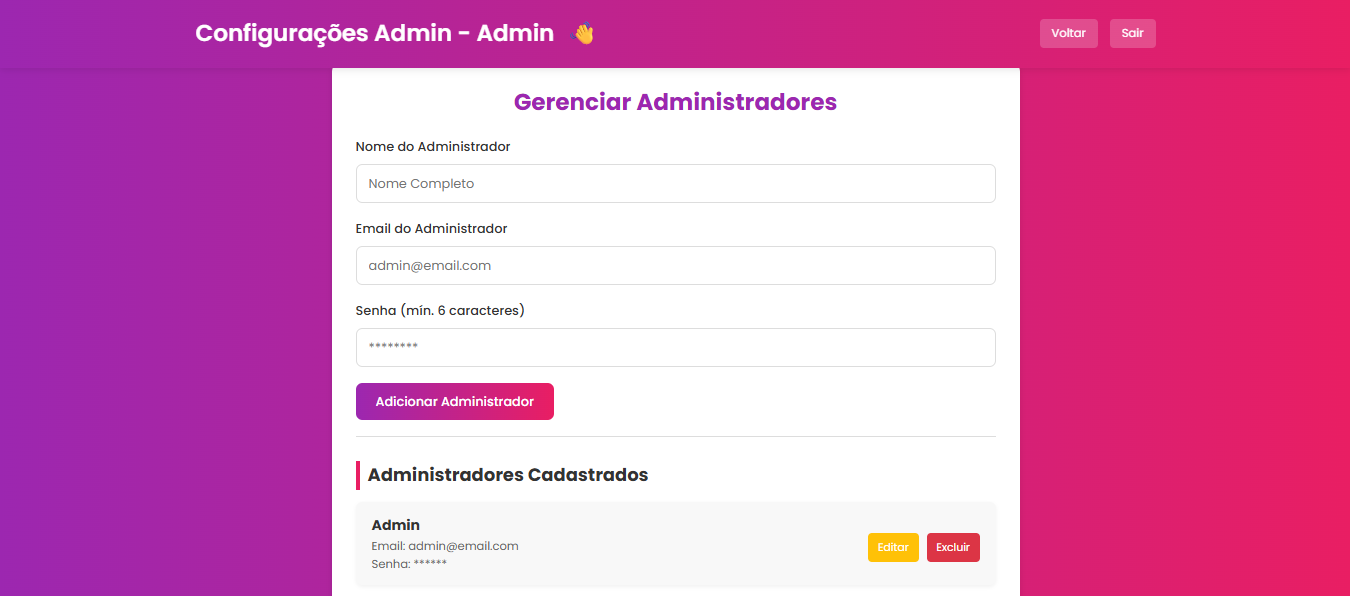 Configurações Admin - Admin 👋
Voltar
Sair
Gerenciar Administradores
Nome do Administrador
Nome Completo
Email do Administrador
admin@email.com
Senha (mín. 6 caracteres)
********
Adicionar Administrador
Administradores Cadastrados
Admin
Email: admin@email.com
Senha: ******
Editar
Excluir